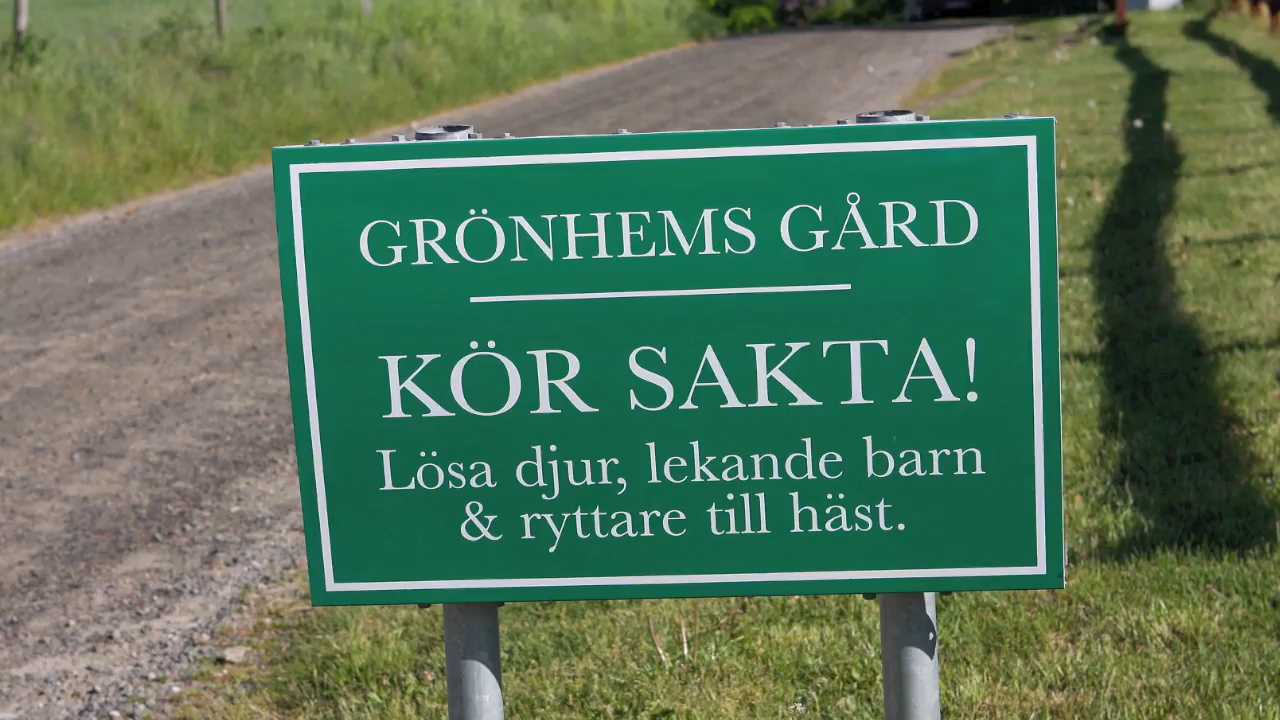 GRÖNHEMS GÅRD
KÖR SAKTA!
Lösa djur, lekande barn
& ryttare till häst.